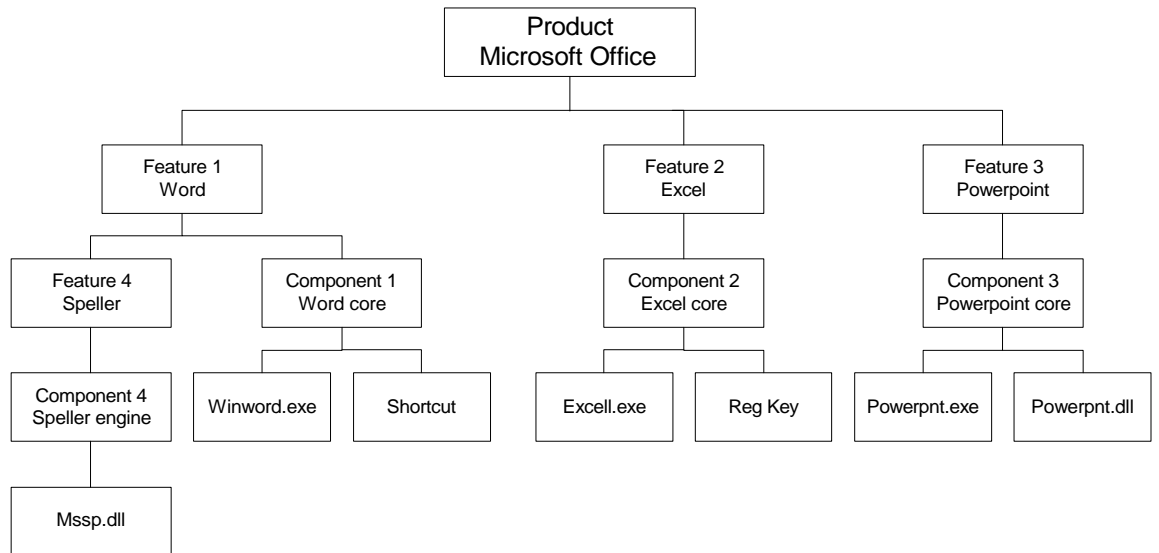 Product
Microsoft Office
Feature 1
Word
Feature 2
Excel
Feature 3
Powerpoint
Feature 4
Speller
Component 1
Word core
Component 2
Excel core
Component 3
Powerpoint core
Component 4
Speller engine
Winword.exe
Shortcut
Excell.exe
Reg Key
Powerpnt.exe
Powerpnt.dll
Mssp.dll